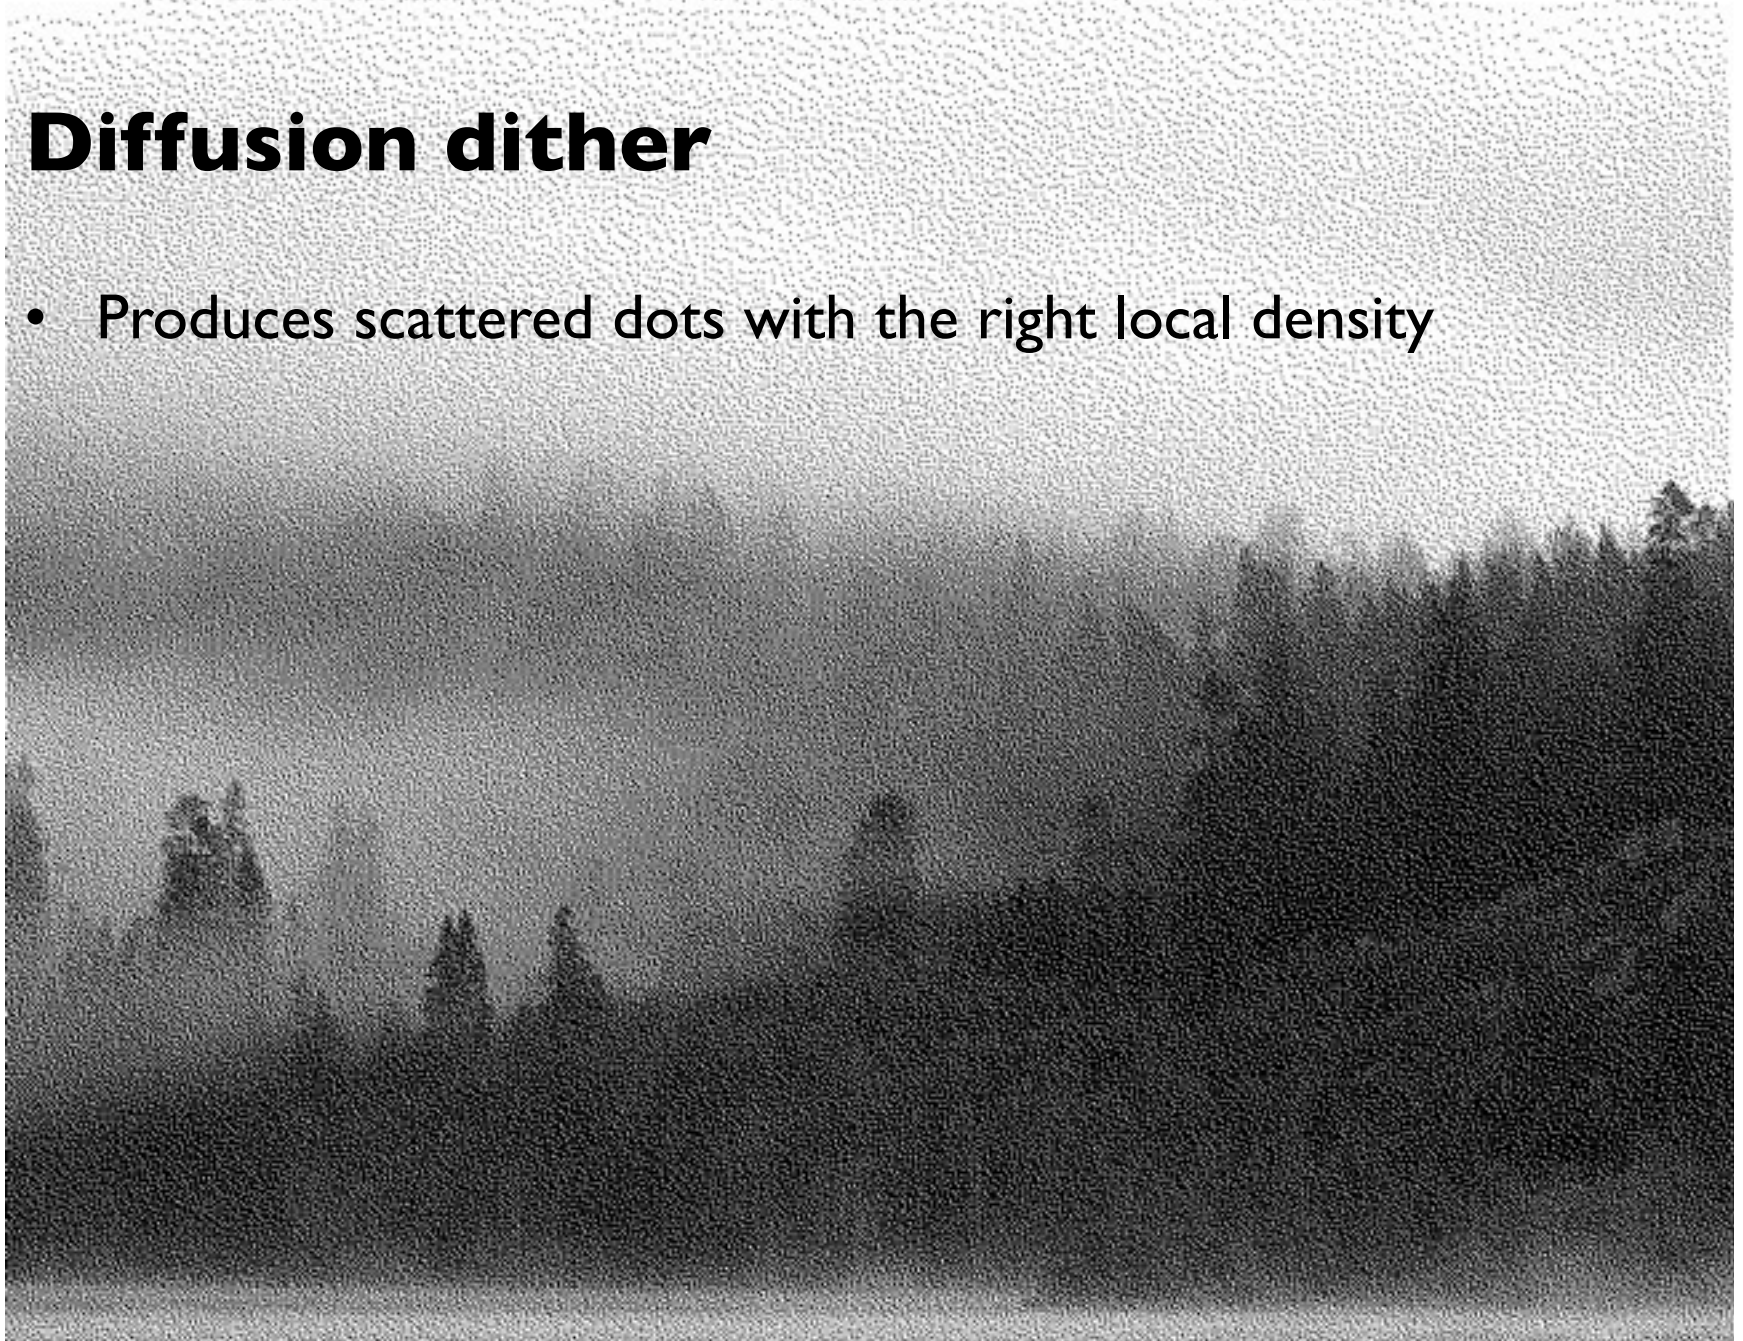 Diffusion dither
• Produces scattered dots with the right local density